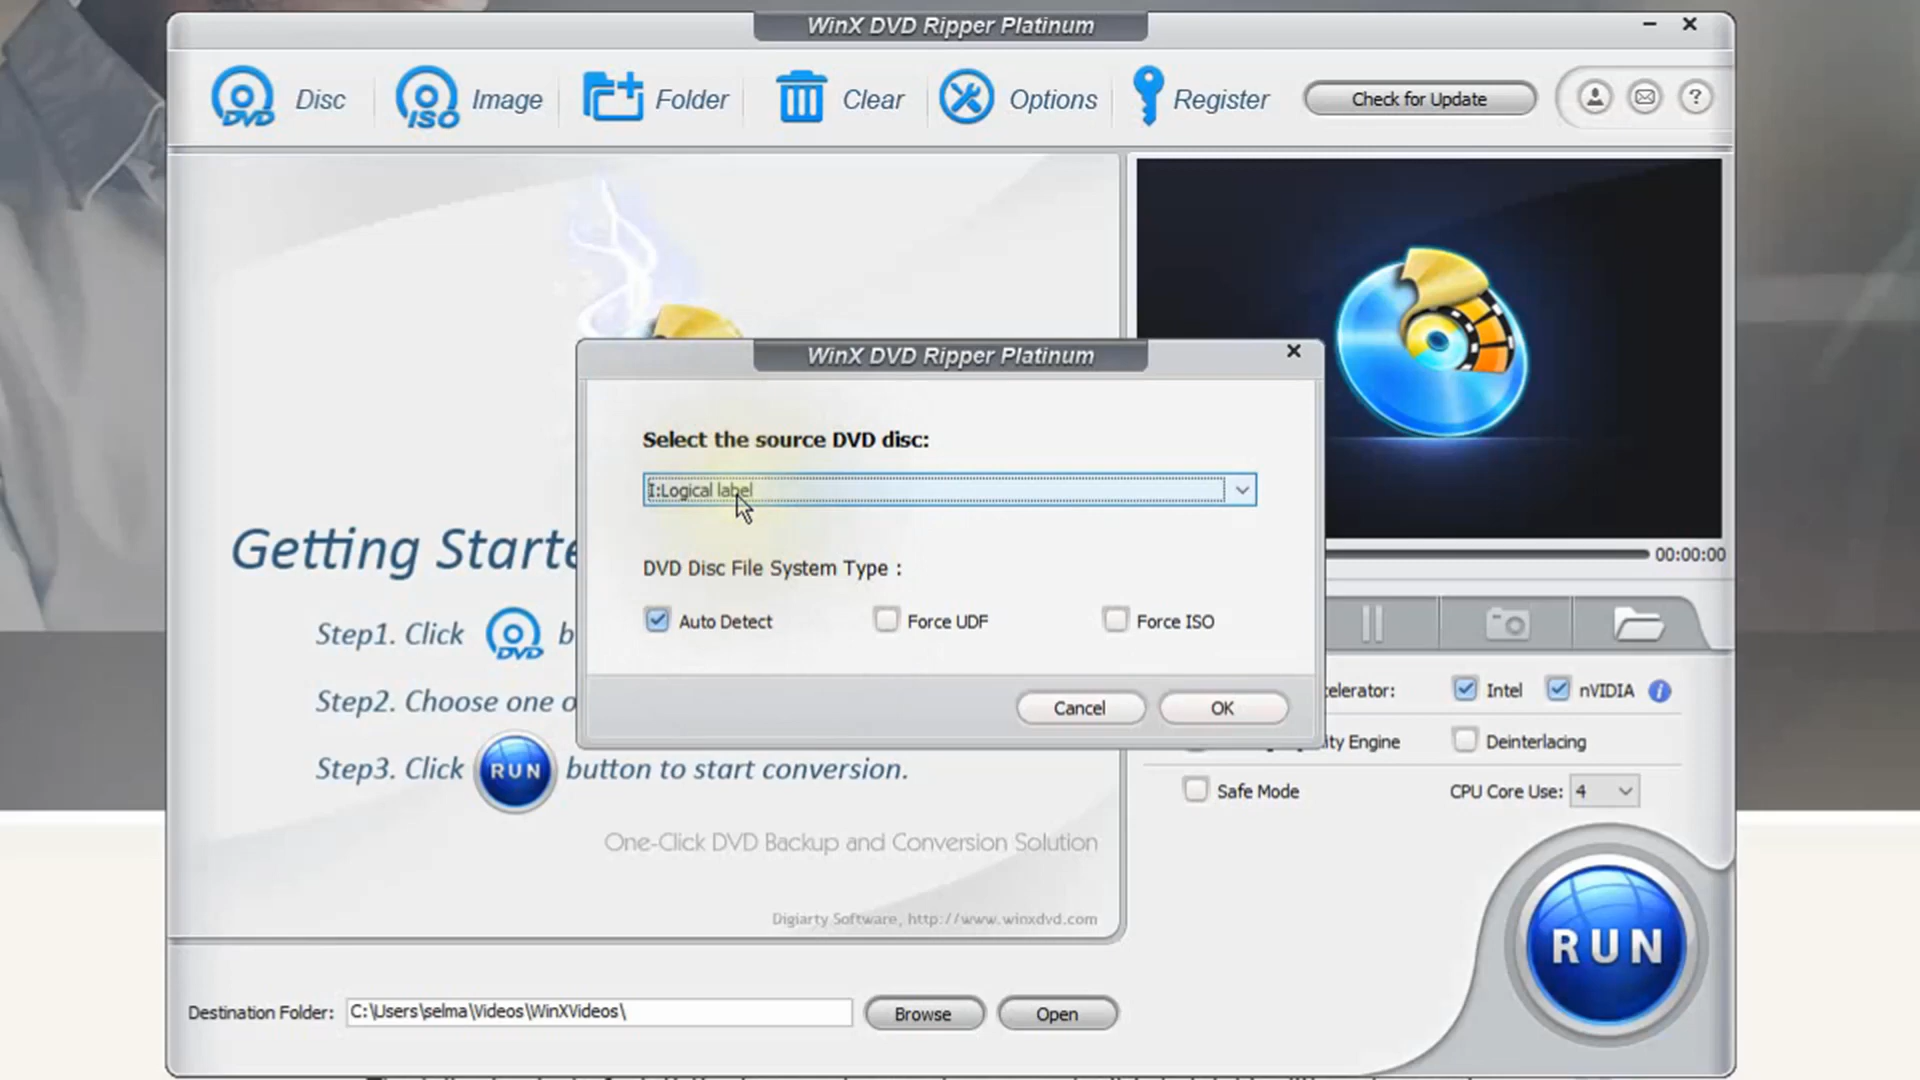 WinX DVD Ripper Platinum
DVD Disc
ISO Image
Folder
Clear
Options
Register
Check for Update
?
WinX DVD Ripper Platinum
Select the source DVD disc:
I:Logical label
DVD Disc File System Type :
Auto Detect
Force UDF
Force ISO
Cancel
OK
00:00:00
Getting Starte
Step1. Click DVD b
Step2. Choose one o
Step3. Click RUN button to start conversion.
One-Click DVD Backup and Conversion Solution
Digiarty Software, http://www.winxdvd.com
celerator:
Intel
nVIDIA
i
ity Engine
Deinterlacing
Safe Mode
CPU Core Use: 4
RUN
Destination Folder: C:\Users\selma\Videos\WinXVideos\
Browse
Open